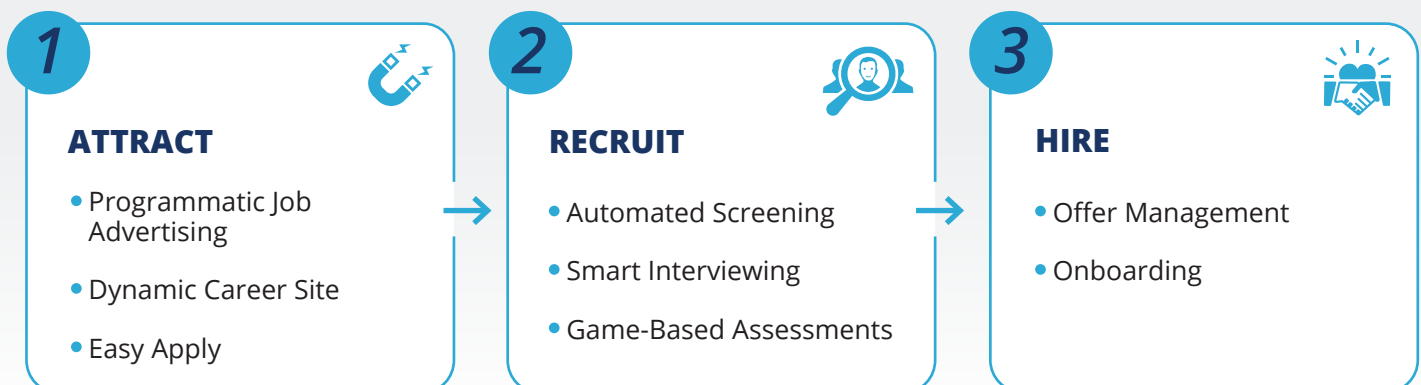 1
ATTRACT
• Programmatic Job
Advertising
• Dynamic Career Site
• Easy Apply
2
RECRUIT
• Automated Screening
• Smart Interviewing
• Game-Based Assessments
3
HIRE
• Offer Management
• Onboarding